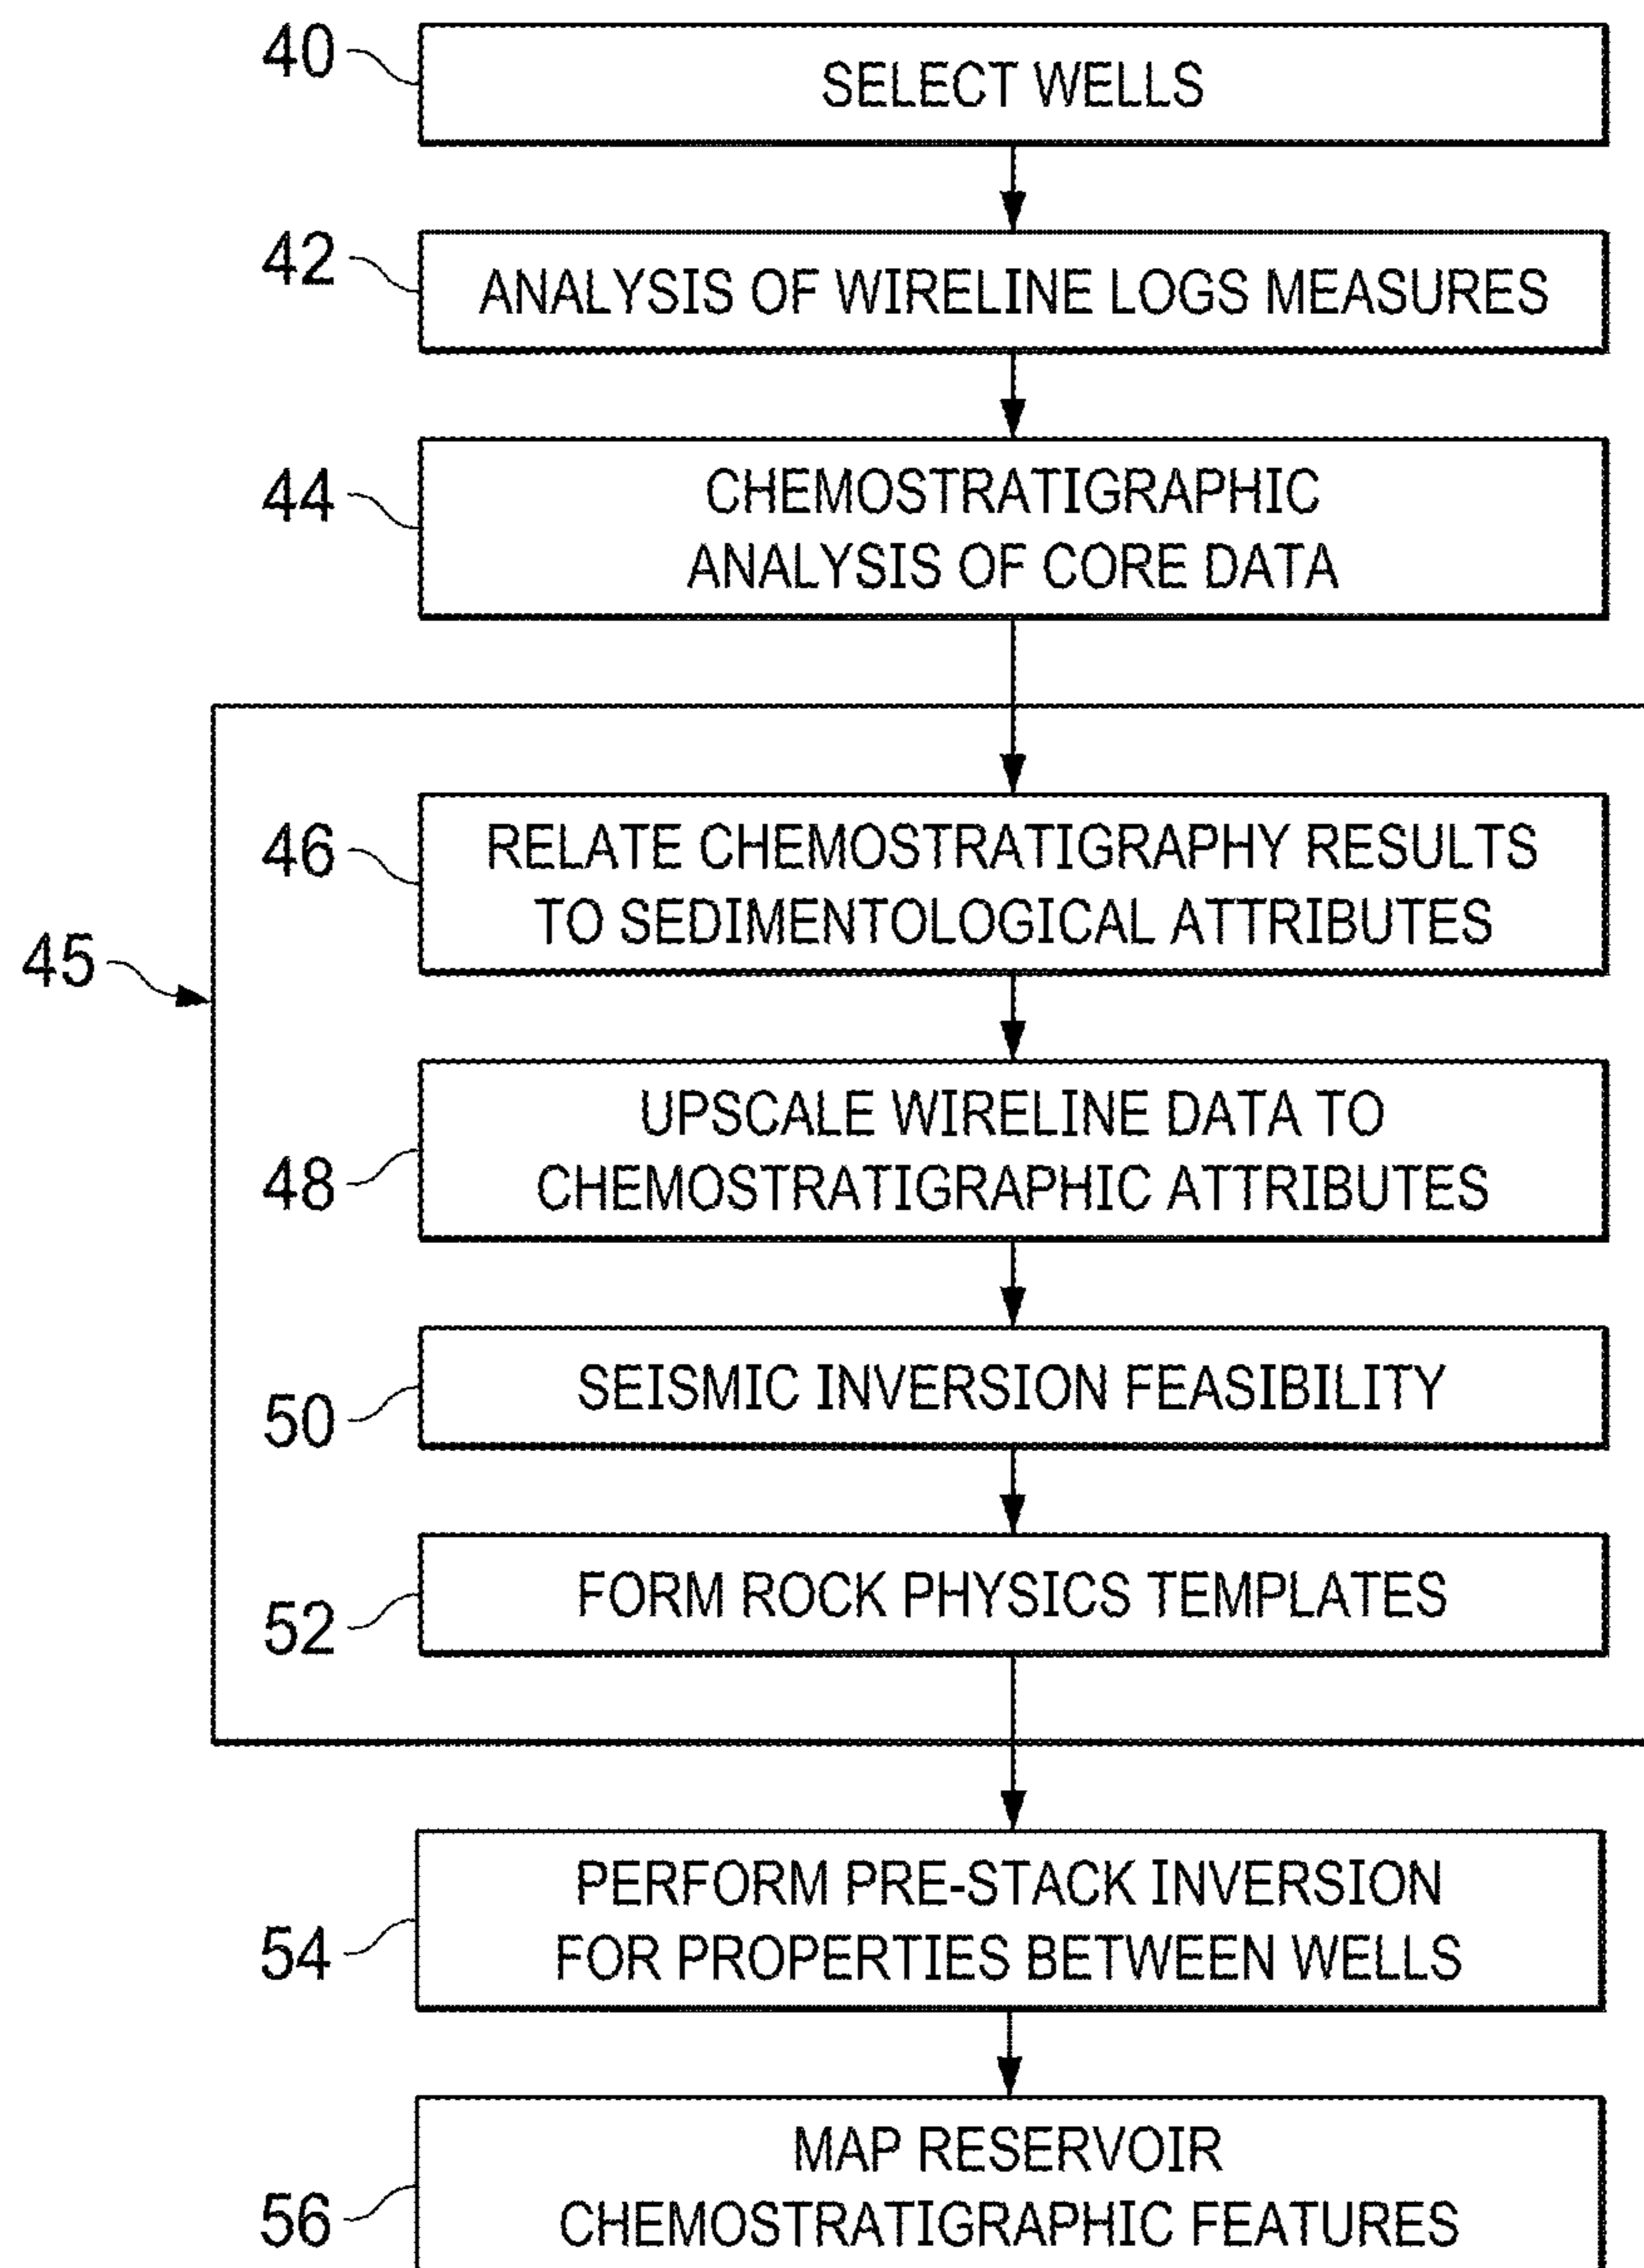 40
SELECT WELLS
42
ANALYSIS OF WIRELINE LOGS MEASURES
44
CHEMOSTRATIGRAPHIC
ANALYSIS OF CORE DATA
45
46
RELATE CHEMOSTRATIGRAPHY RESULTS
TO SEDIMENTOLOGICAL ATTRIBUTES
48
UPSCALE WIRELINE DATA TO
CHEMOSTRATIGRAPHIC ATTRIBUTES
50
SEISMIC INVERSION FEASIBILITY
52
FORM ROCK PHYSICS TEMPLATES
54
PERFORM PRE-STACK INVERSION
FOR PROPERTIES BETWEEN WELLS
56
MAP RESERVOIR
CHEMOSTRATIGRAPHIC FEATURES